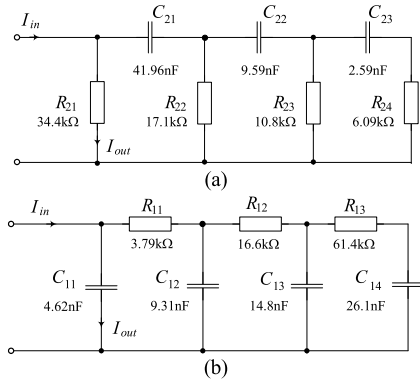 I_in C_21 C_22 C_23
41.96nF 9.59nF 2.59nF
R_21 R_22 R_23 R_24
34.4kΩ 17.1kΩ 10.8kΩ 6.09kΩ
I_out
(a)
I_in R_11 R_12 R_13
3.79kΩ 16.6kΩ 61.4kΩ
C_11 C_12 C_13 C_14
4.62nF 9.31nF 14.8nF 26.1nF
I_out
(b)